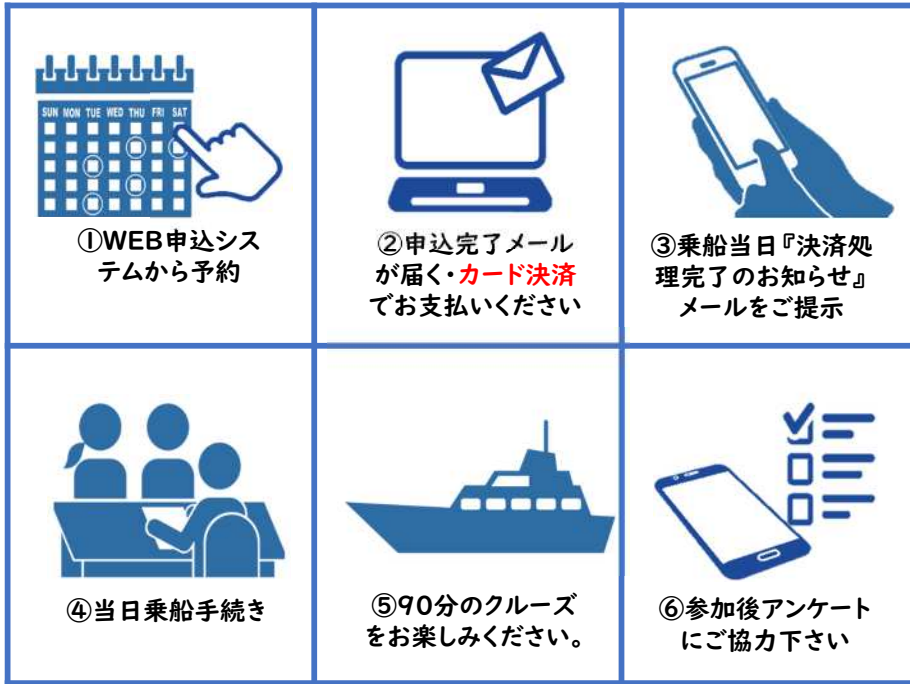 SUN MON TUE WED THU FRI SAT
①WEB申込シス
テムから予約
②申込完了メール
が届く・カード決済
でお支払いください
③乗船当日『決済処
理完了のお知らせ』
メールをご提示
④当日乗船手続き
⑤90分のクルーズ
をお楽しみください。
⑥参加後アンケート
にご協力下さい